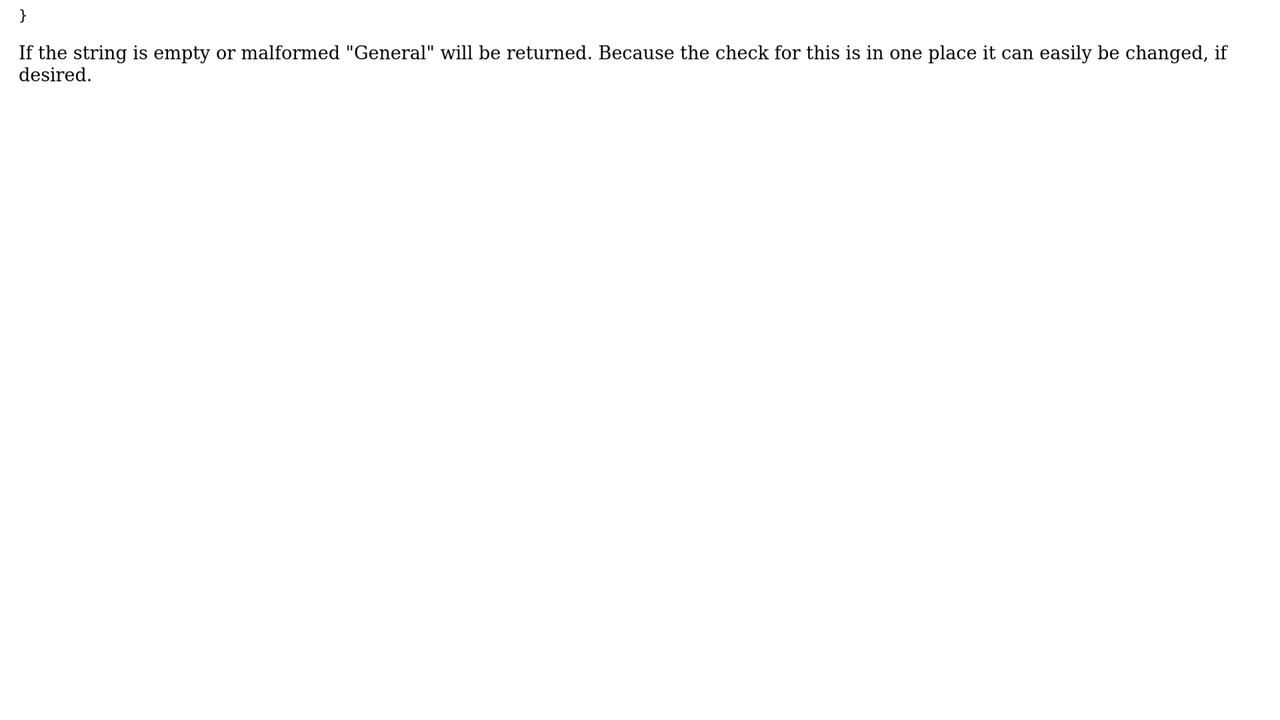 }
If the string is empty or malformed "General" will be returned. Because the check for this is in one place it can easily be changed, if
desired.